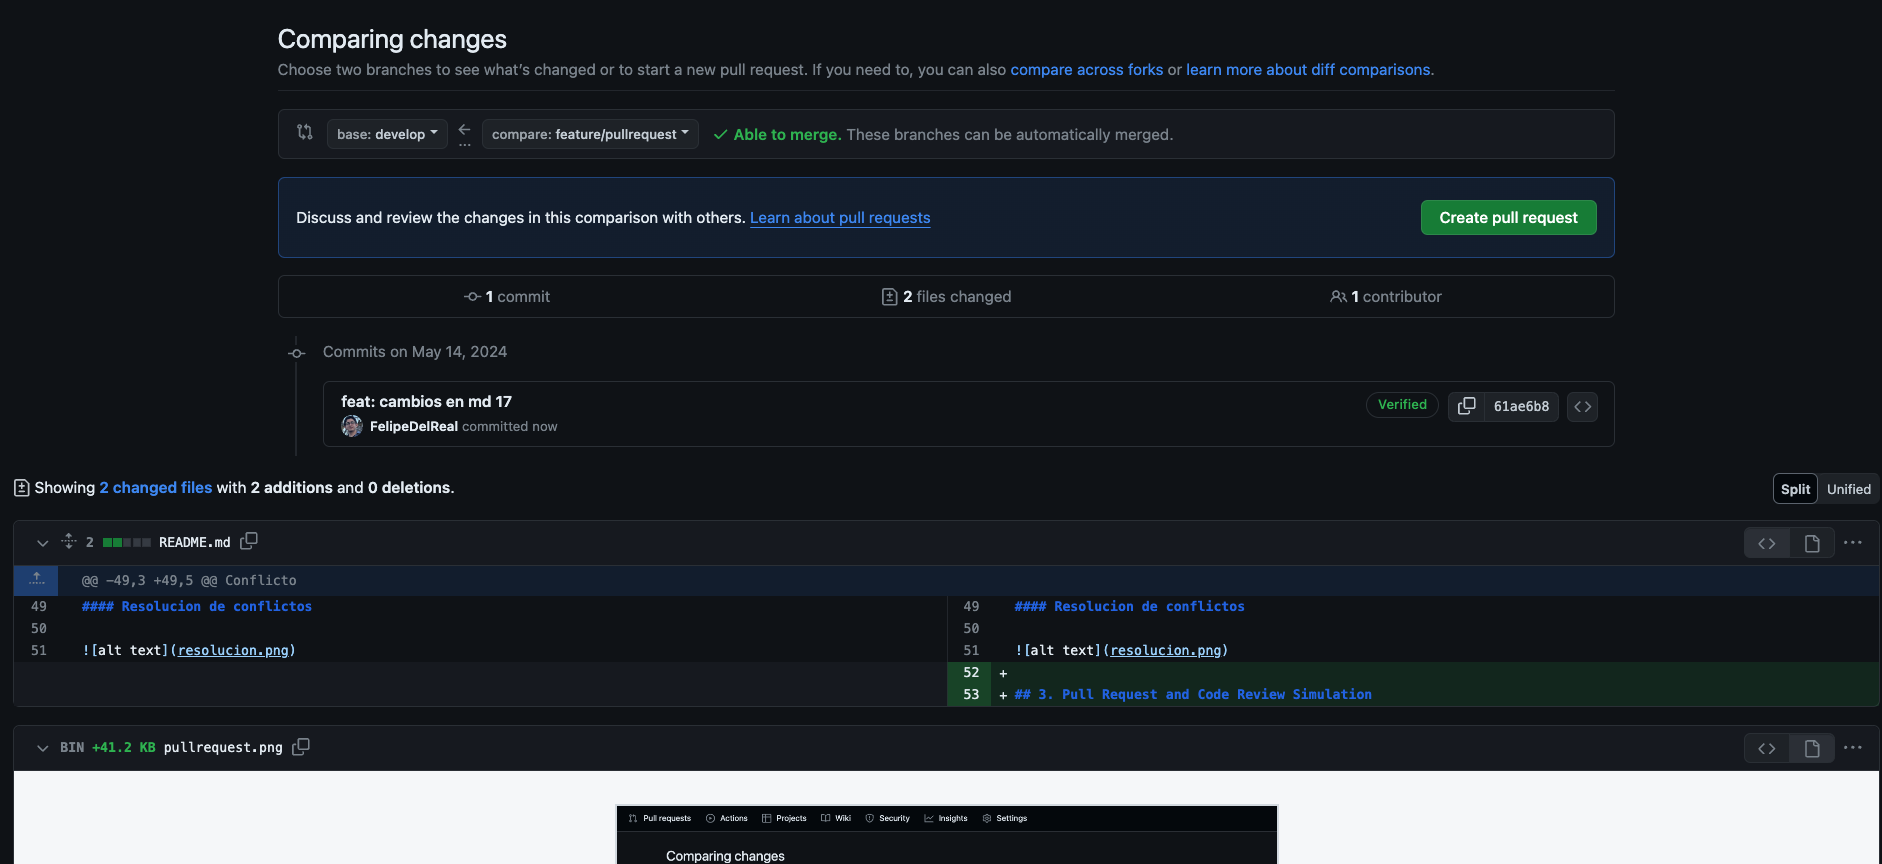 Comparing changes
Choose two branches to see what's changed or to start a new pull request. If you need to, you can also compare across forks or learn more about diff comparisons.
base: develop
...
compare: feature/pullrequest
Able to merge. These branches can be automatically merged.
Discuss and review the changes in this comparison with others. Learn about pull requests
Create pull request
1 commit
2 files changed
1 contributor
Commits on May 14, 2024
feat: cambios en md 17
FelipeDelReal committed now
Verified
61ae6b8
Showing 2 changed files with 2 additions and 0 deletions.
Split
Unified
2
README.md
@@ -49,3 +49,5 @@ Conflicto
49 #### Resolucion de conflictos
50
51 ![alt text](resolucion.png)
49 #### Resolucion de conflictos
50
51 ![alt text](resolucion.png)
52 +
53 + ## 3. Pull Request and Code Review Simulation
BIN +41.2 KB pullrequest.png
Pull requests
Actions
Projects
Wiki
Security
Insights
Settings
Comparing changes